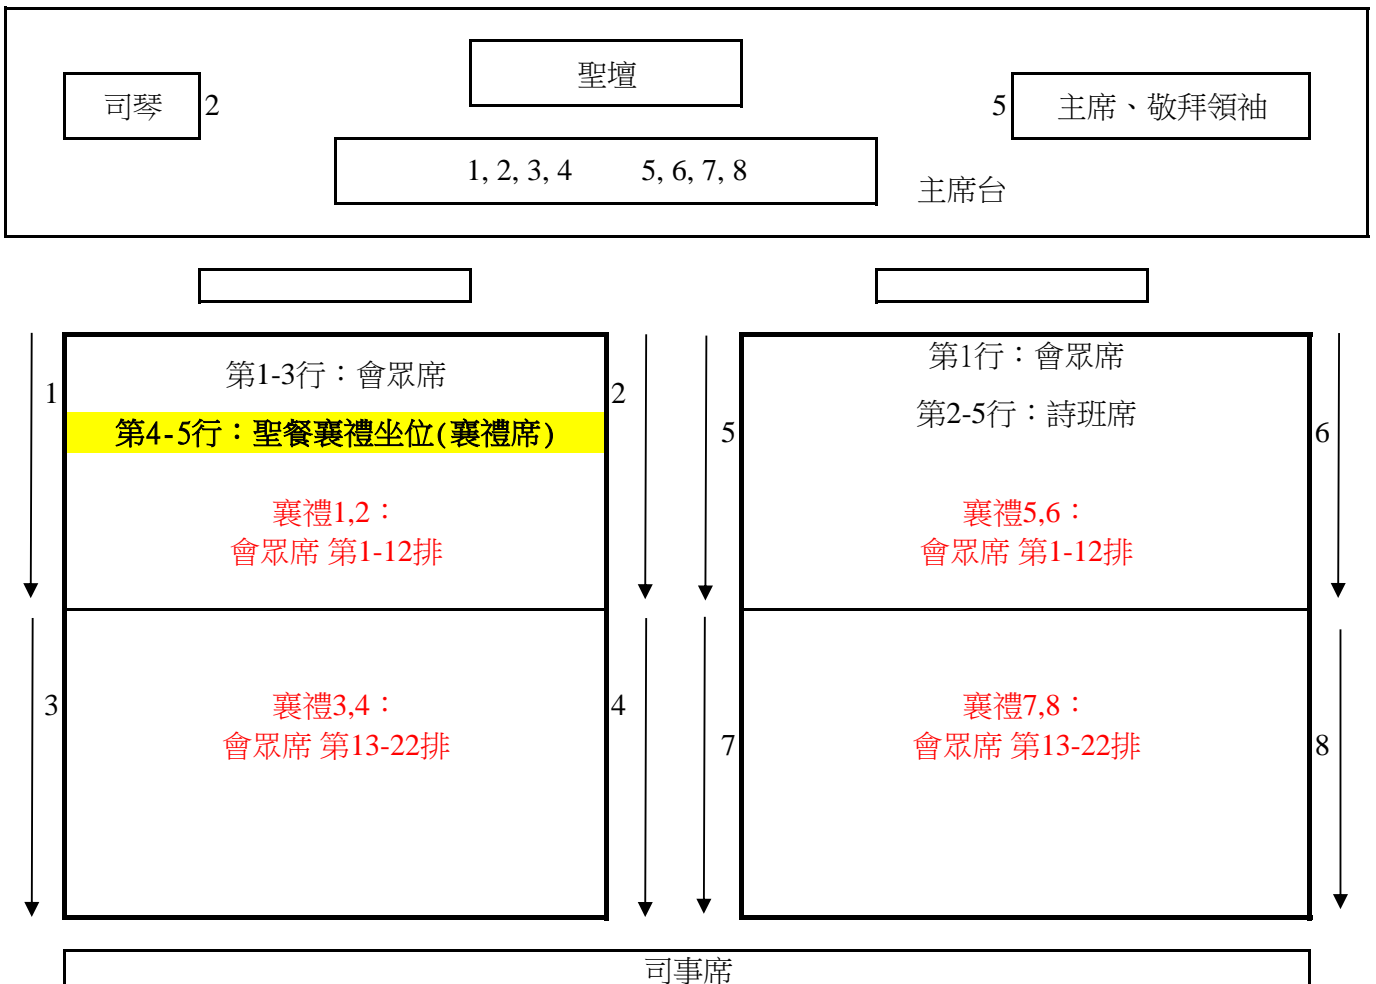 聖壇
司琴
2
5
主席、敬拜領袖
1, 2, 3, 4
5, 6, 7, 8
主席台
1
第1-3行：會眾席
2
第4-5行：聖餐襄禮坐位(襄禮席)
襄禮1,2：
會眾席 第1-12排
第1行：會眾席
第2-5行：詩班席
5
6
襄禮5,6：
會眾席 第1-12排
3
襄禮3,4：
4
會眾席 第13-22排
襄禮7,8：
7
會眾席 第13-22排
8
司事席